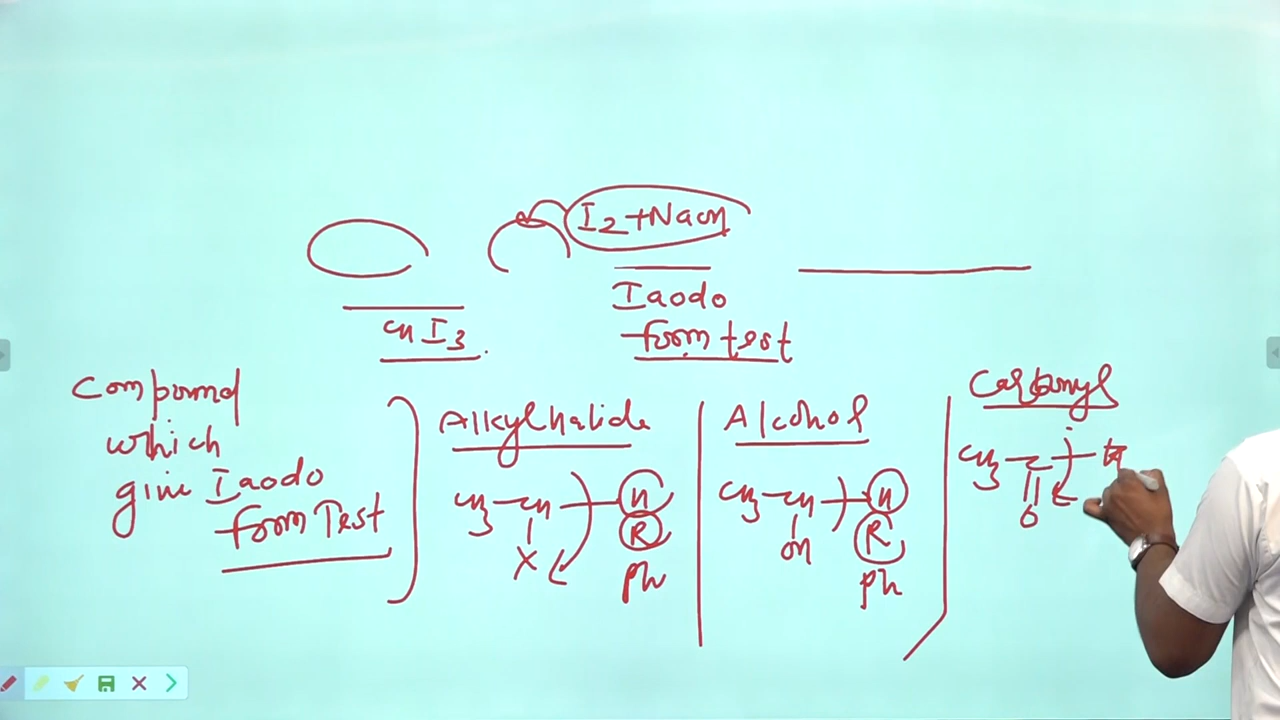 I2+NaOH
Iaodo
form test
CHI3.
Compound
which
give Iaodo
form Test
Alkylhalide
CH3-CH-H
X
R
ph
Alcohol
CH3-CH-H
OH
R
ph
Carbonyl
CH3-C-
O